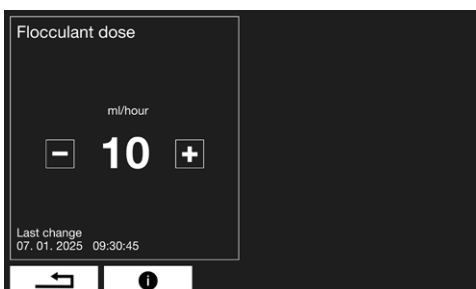 Flocculant dose
ml/hour
− 10 +
Last change
07. 01. 2025 09:30:45
i